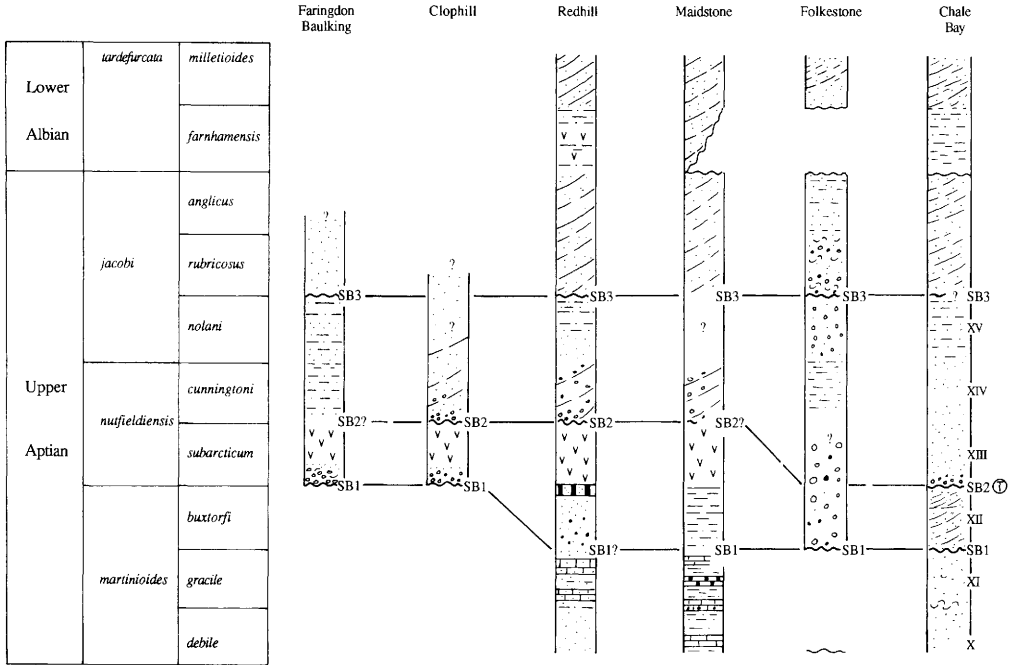 Faringdon Baulking
Clophill
Redhill
Maidstone
Folkestone
Chale Bay
Lower Albian
tardefurcata
milletioides
farnhamensis
Upper Aptian
jacobi
anglicus
rubricosus
nolani
nutfieldiensis
cunningtoni
subarcticum
martinioides
buxtorfi
gracile
debile
?
SB3
SB2?
SB1
?
?
SB2
SB1
V V
V
SB3
SB2
SB1?
SB3
?
SB2?
SB1
SB3
?
SB1
? SB3
XV
XIV
XIII
SB2 T
XII
SB1
XI
X